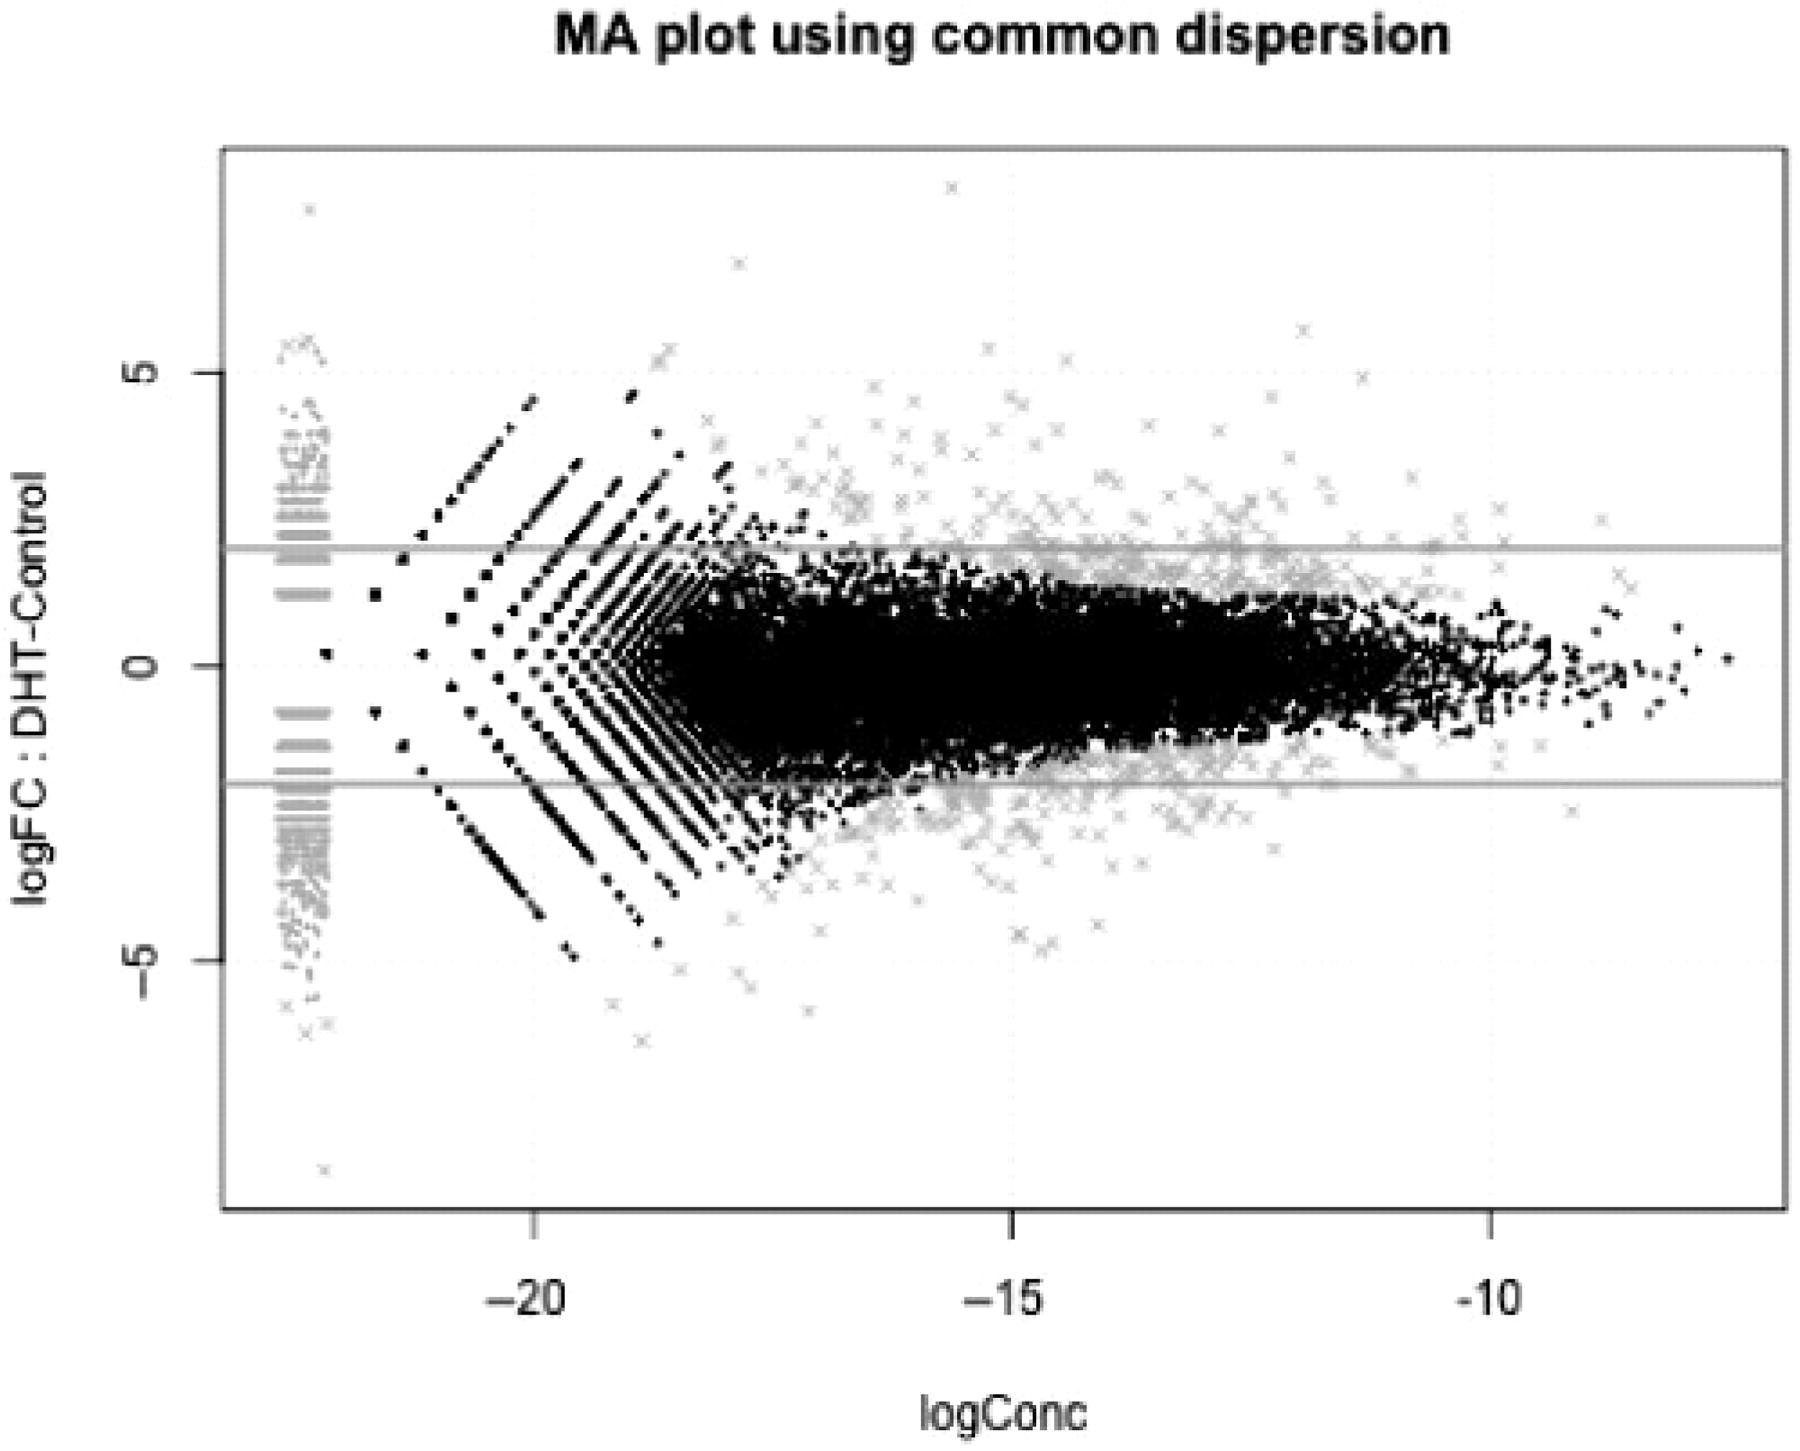 MA plot using common dispersion
logFC : DHT-Control
5
0
–5
–20
–15
-10
logConc